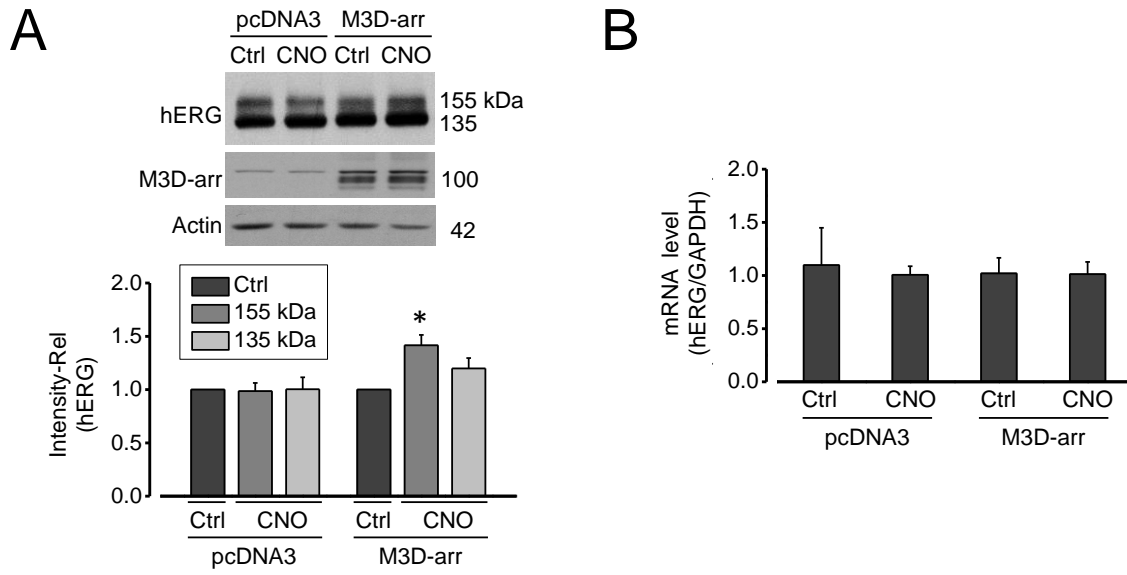 A
pcDNA3 M3D-arr
Ctrl CNO Ctrl CNO
hERG 155 kDa
135
M3D-arr 100
Actin 42
2.0
1.5
1.0
0.5
0.0
Intensity-Rel
(hERG)
Ctrl
155 kDa
135 kDa
*
Ctrl CNO Ctrl CNO
pcDNA3 M3D-arr
B
2.0
1.5
1.0
0.5
0.0
mRNA level
(hERG/GAPDH)
Ctrl CNO Ctrl CNO
pcDNA3 M3D-arr